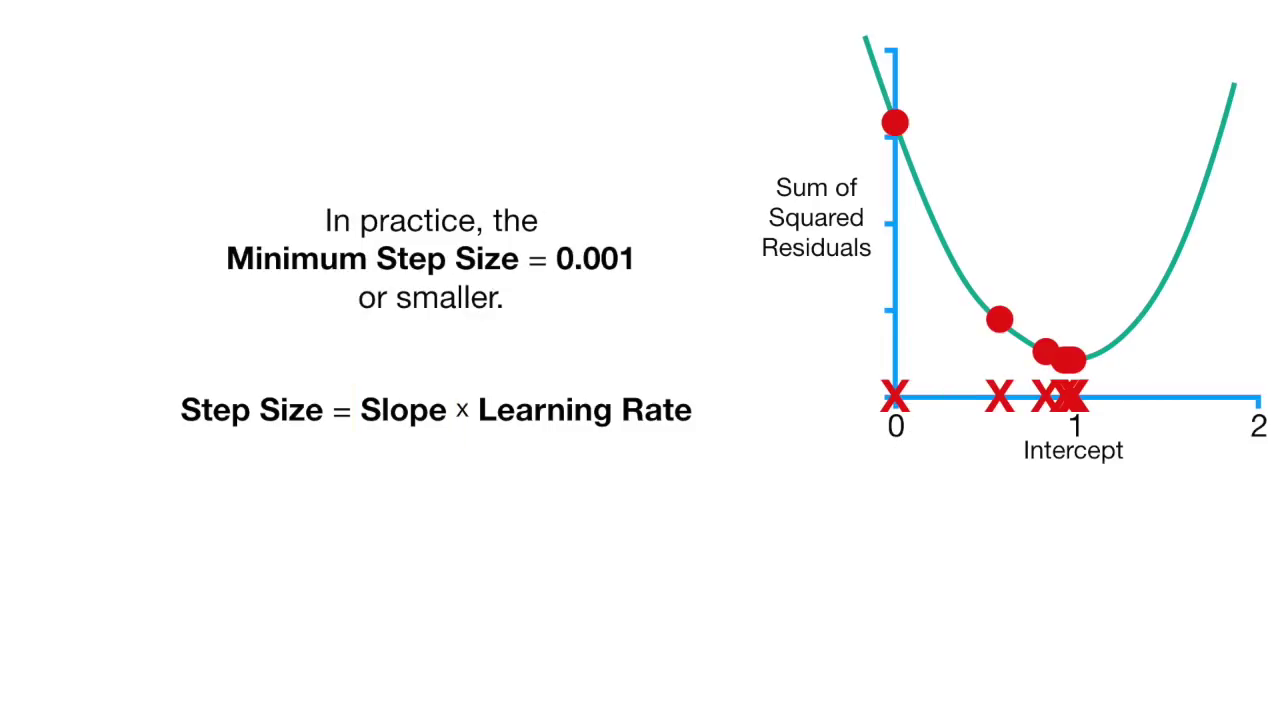 In practice, the
Minimum Step Size = 0.001
or smaller.
Step Size = Slope x Learning Rate
Sum of
Squared
Residuals
X X X X X X
0 1 2
Intercept